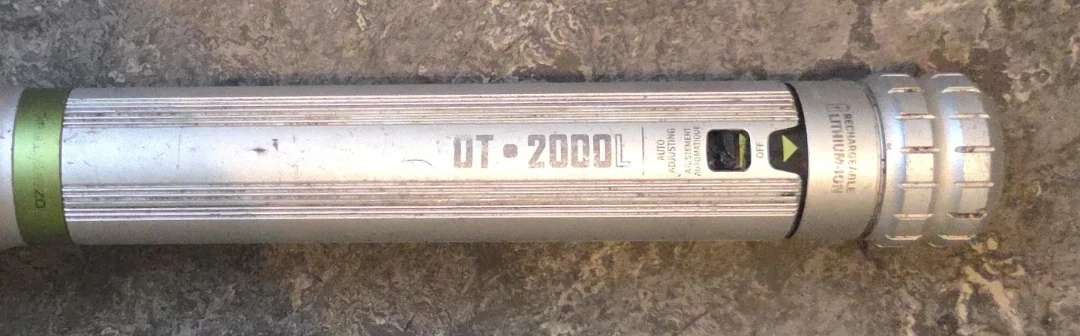 DT • 2000L
AUTO
ADJUSTING
AJUSTEMENT
AUTOMATIQUE
OFF
RECHARGEABLE
LITHIUM-ION